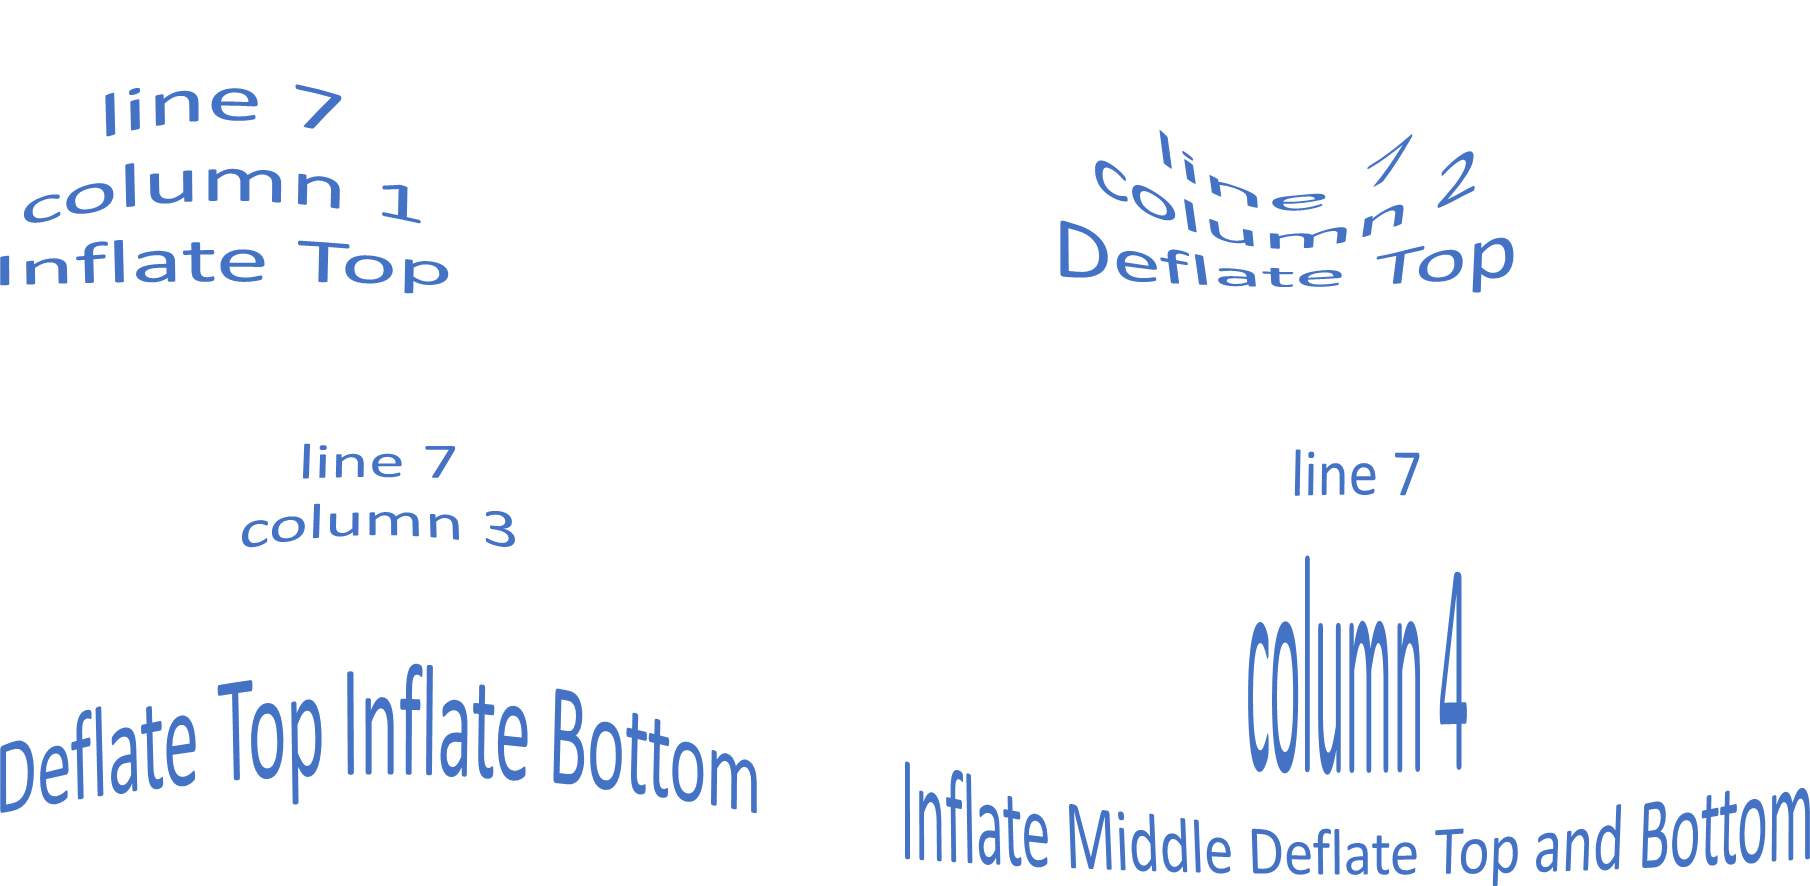 line 7
column 1
Inflate Top
line 1
column 2
Deflate Top
line 7
column 3
Deflate Top Inflate Bottom
line 7
column 4
Inflate Middle Deflate Top and Bottom